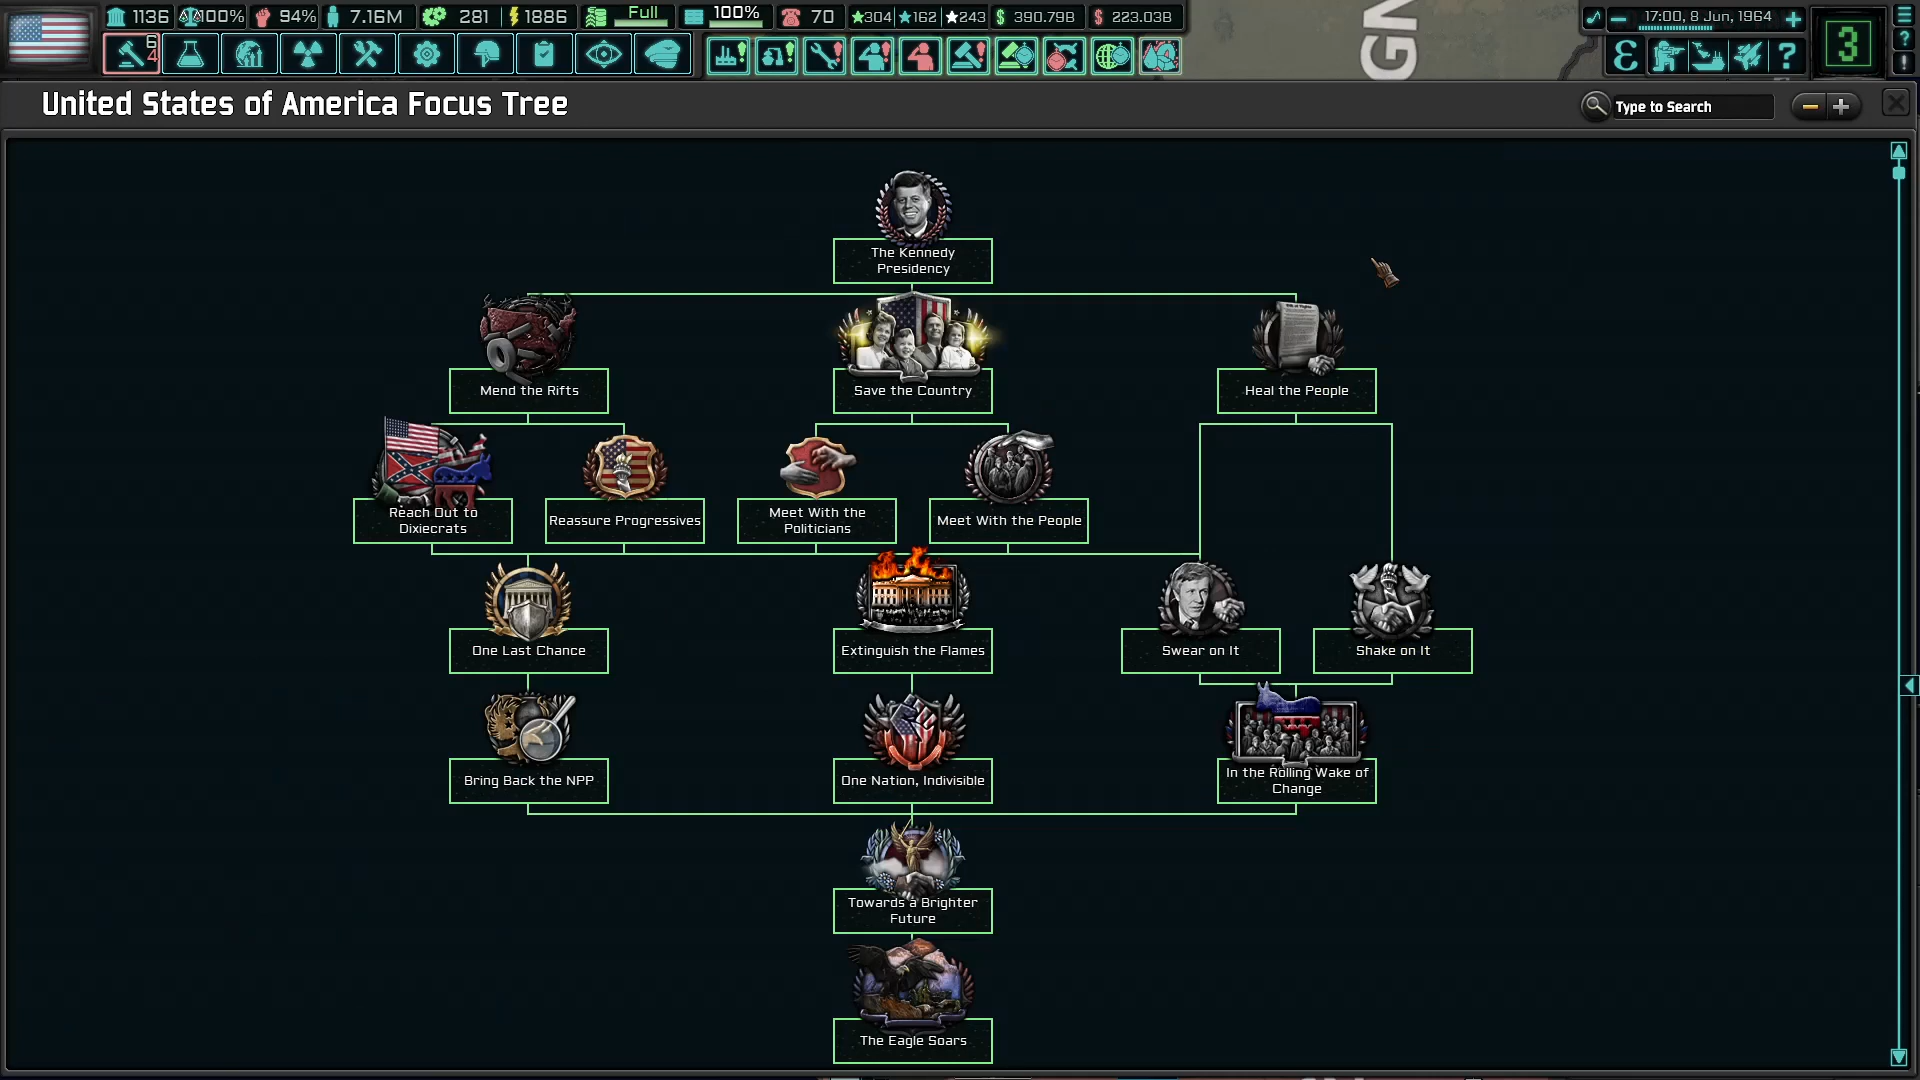 1136
100%
94%
7.16M
281
1886
Full
100%
70
304
162
243
$ 390.79B
$ 223.03B
17:00, 8 Jun, 1964
3
6
4
United States of America Focus Tree
Type to Search
The Kennedy
Presidency
Mend the Rifts
Save the Country
Heal the People
Reach Out to
Dixiecrats
Reassure Progressives
Meet With the
Politicians
Meet With the People
One Last Chance
Extinguish the Flames
Swear on It
Shake on It
Bring Back the NPP
One Nation, Indivisible
In the Rolling Wake of
Change
Towards a Brighter
Future
The Eagle Soars